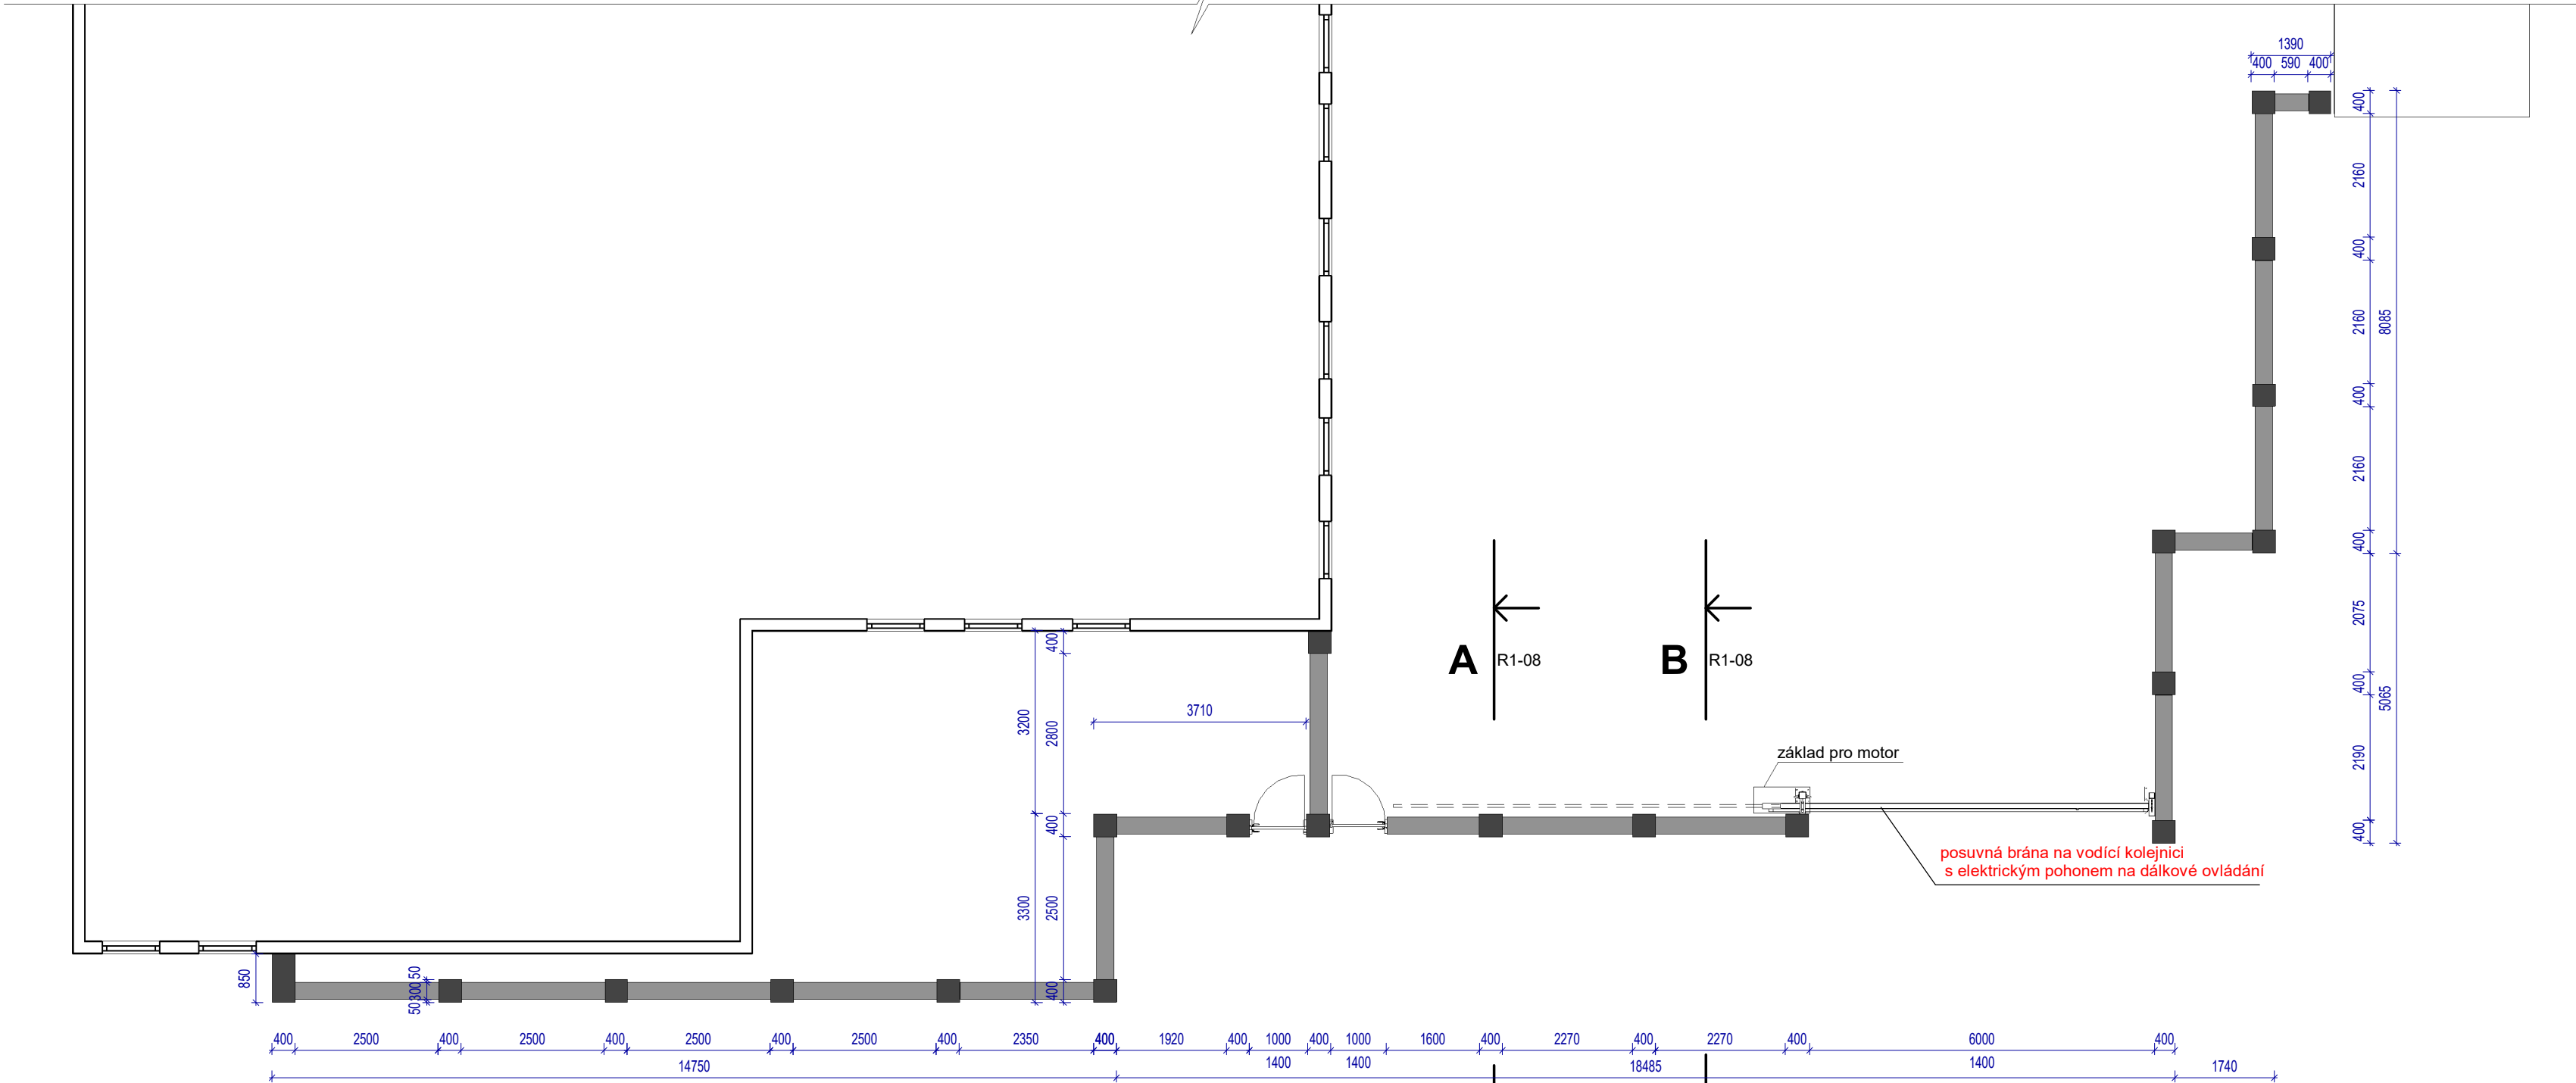 1390
400 590 400
400
2160
400
2160
8085
400
2160
400
2075
400
5065
2190
400
400
3200
2800
3710
400
3300
2500
400
A
R1-08
B
R1-08
základ pro motor
posuvná brána na vodící kolejnici
s elektrickým pohonem na dálkové ovládání
850
50
300
50
400 2500 400 2500 400 2500 400 2500 400 2350 400 1920 400 1000 400 1000 1600 400 2270 400 2270 400 6000 400
1400 1400 1400
14750 18485 1740